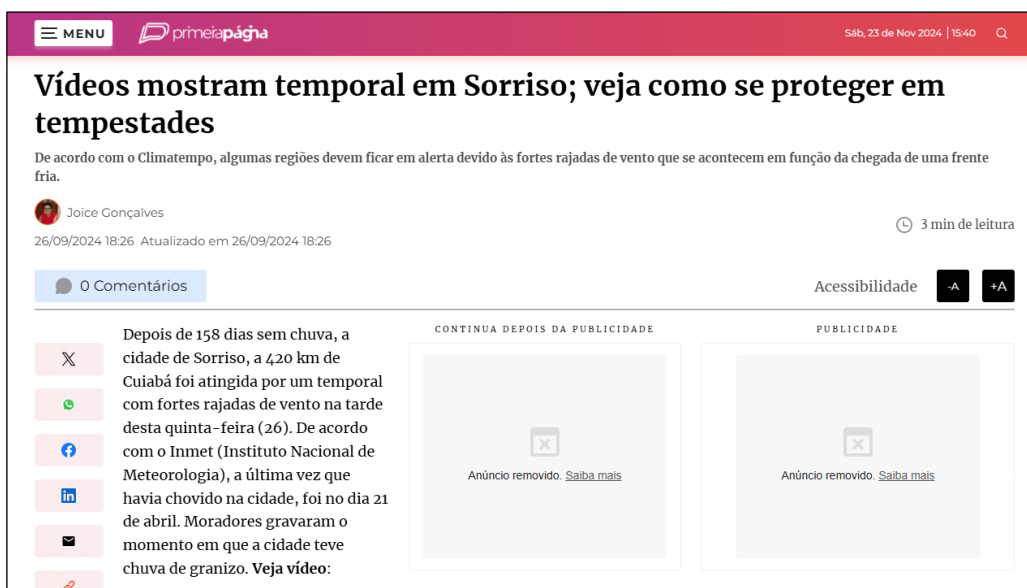 MENU
primeiapágna
Sáb, 23 de Nov 2024 | 15:40
Vídeos mostram temporal em Sorriso; veja como se proteger em
tempestades
De acordo com o Climatempo, algumas regiões devem ficar em alerta devido às fortes rajadas de vento que se acontecem em função da chegada de uma frente
fria.
Joice Gonçalves
3 min de leitura
26/09/2024 18:26 Atualizado em 26/09/2024 18:26
0 Comentários
Acessibilidade
-A
+A
CONTINUA DEPOIS DA PUBLICIDADE
PUBLICIDADE
Depois de 158 dias sem chuva, a
cidade de Sorriso, a 420 km de
Cuiabá foi atingida por um temporal
com fortes rajadas de vento na tarde
desta quinta-feira (26). De acordo
com o Inmet (Instituto Nacional de
Meteorologia), a última vez que
havia chovido na cidade, foi no dia 21
de abril. Moradores gravaram o
momento em que a cidade teve
chuva de granizo. Veja vídeo:
Anúncio removido. Saiba mais
Anúncio removido. Saiba mais